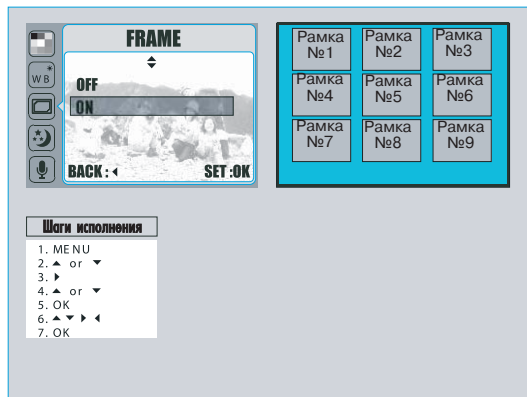 FRAME
WB
OFF
ON
BACK : ◂
SET :OK
Рамка №1
Рамка №2
Рамка №3
Рамка №4
Рамка №5
Рамка №6
Рамка №7
Рамка №8
Рамка №9
Шаги исполнения
1. MENU
2. ▲ or ▼
3. ▶
4. ▲ or ▼
5. OK
6. ▲ ▼ ▶ ◀
7. OK